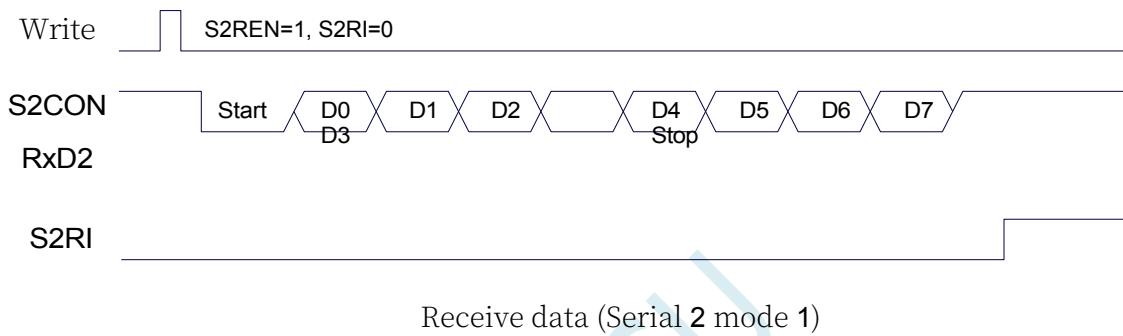 Write S2REN=1, S2RI=0
S2CON Start D0 D1 D2 D4 D5 D6 D7
D3 Stop
RxD2
S2RI
Receive data (Serial 2 mode 1)